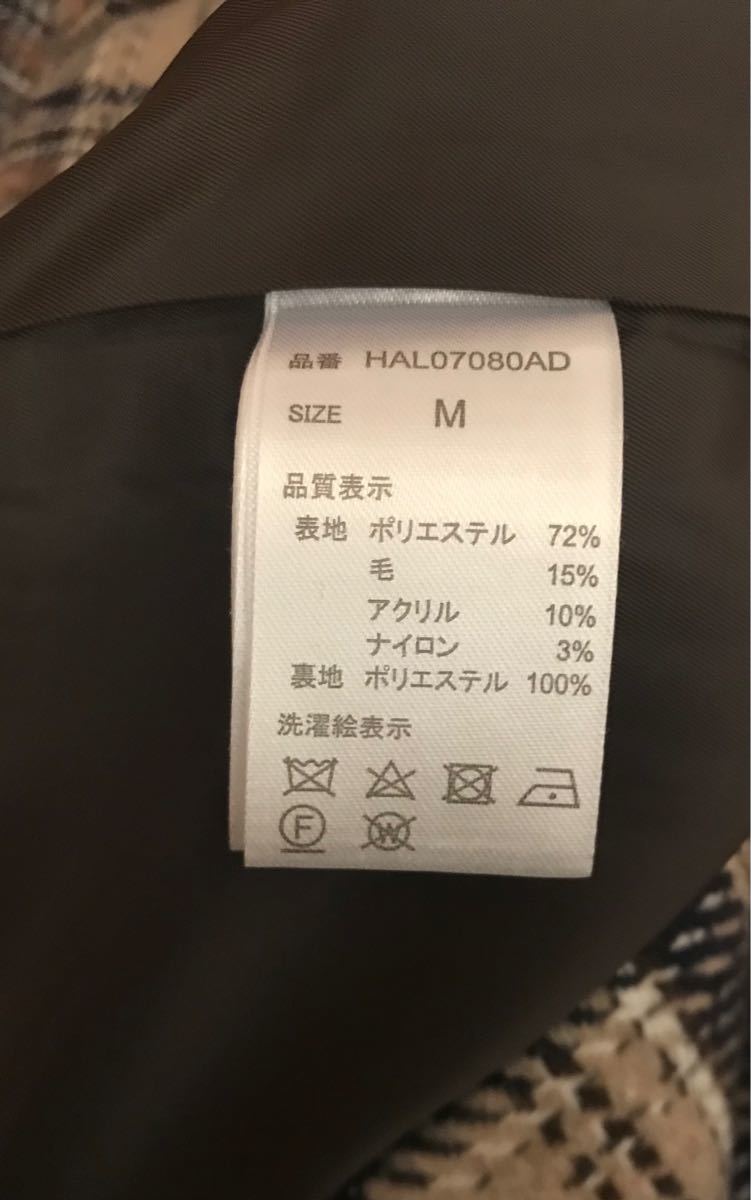 品番 HAL07080AD
SIZE M
品質表示
表地 ポリエステル 72%
毛 15%
アクリル 10%
ナイロン 3%
裏地 ポリエステル 100%
洗濯絵表示
F W